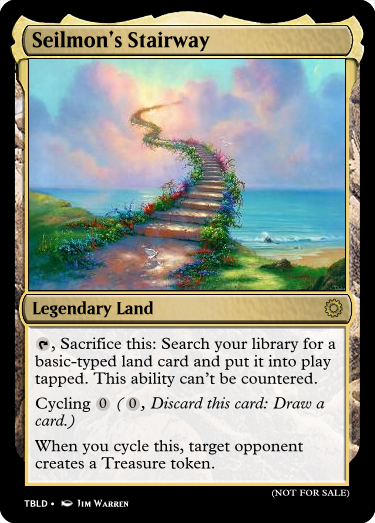 Seilmon's Stairway
Legendary Land
, Sacrifice this: Search your library for a
basic-typed land card and put it into play
tapped. This ability can't be countered.
Cycling 0 (0, Discard this card: Draw a
card.)
When you cycle this, target opponent
creates a Treasure token.
(NOT FOR SALE)
TBLD • Jim Warren